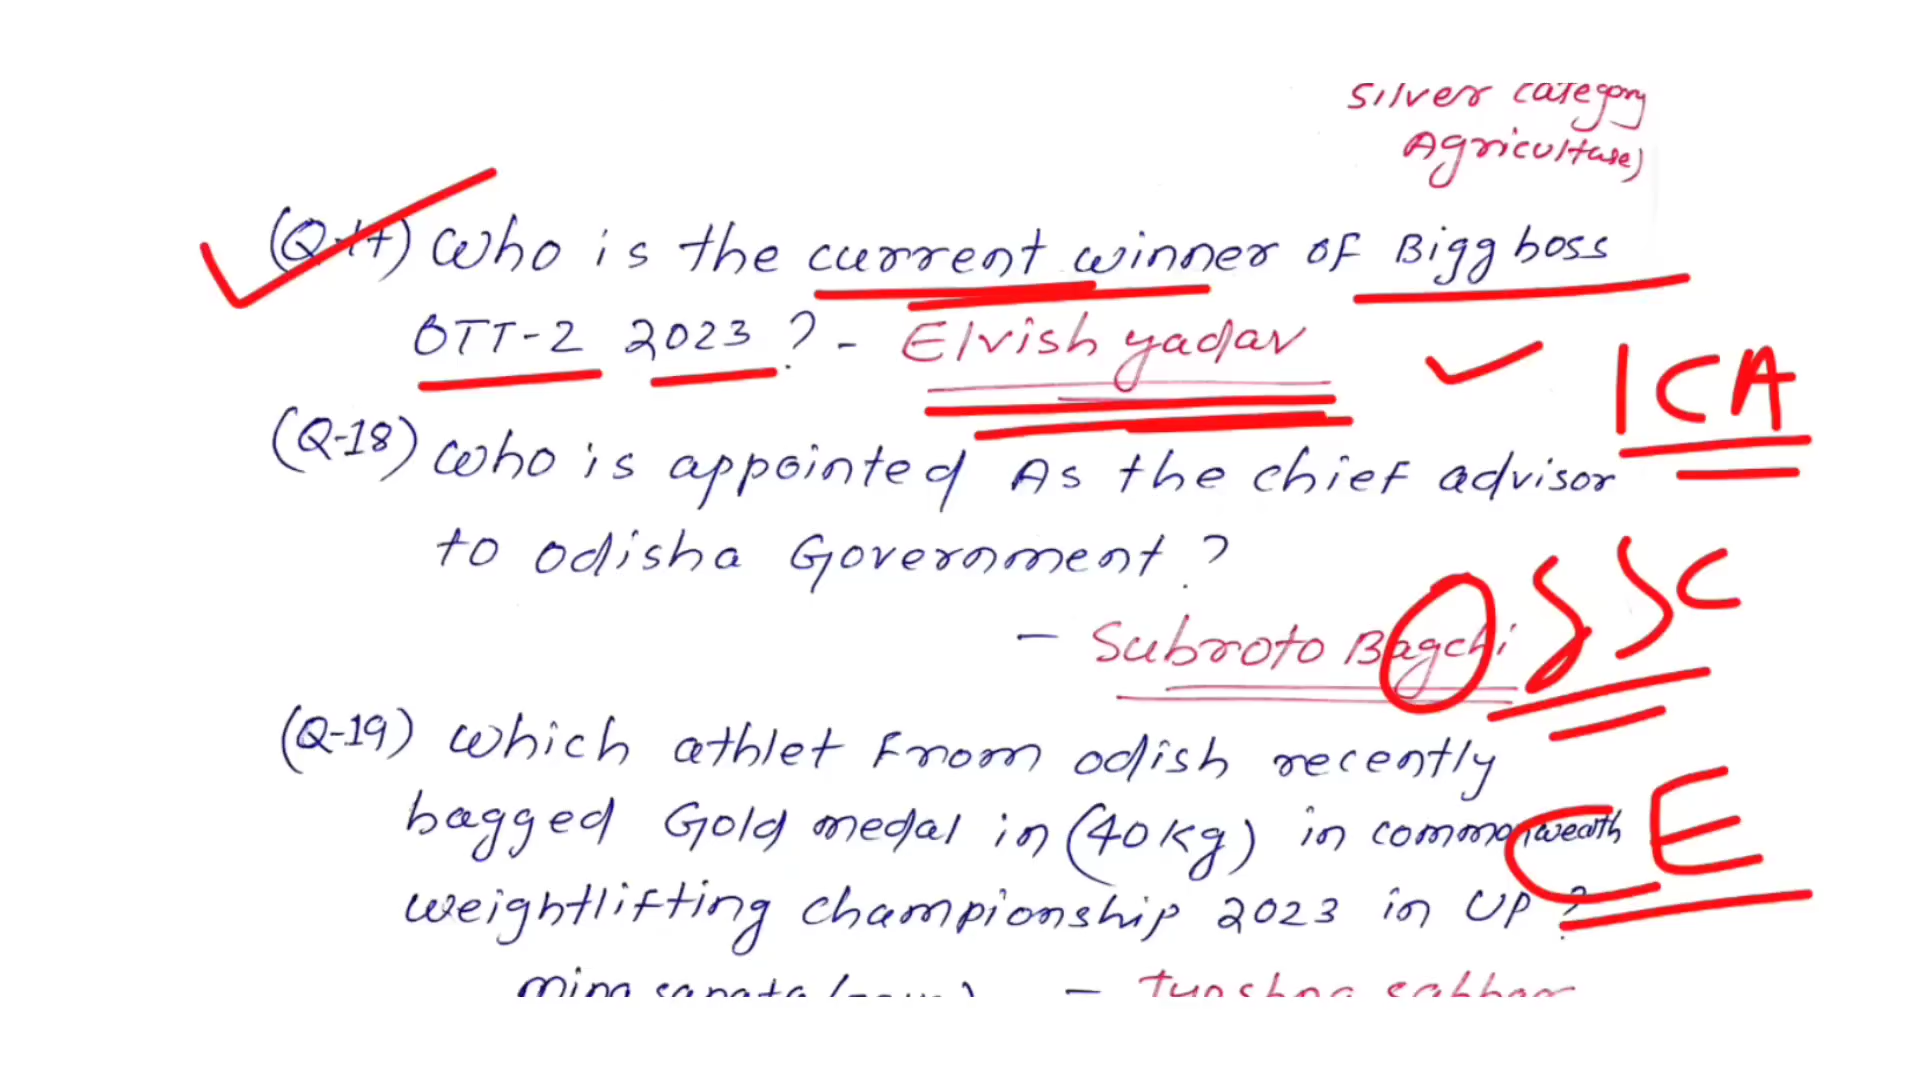 Silver category
Agriculture)
(Q-17) Who is the current winner of Bigg boss
OTT-2 2023? - Elvish yadav
ICA
(Q-18) Who is appointed As the chief advisor
to odisha Government?
SSC
- Subroto Bagchi
(Q-19) Which athlet From odish recently
bagged Gold medal in (40kg) in commonwealth
CE
weightlifting championship 2023 in UP?